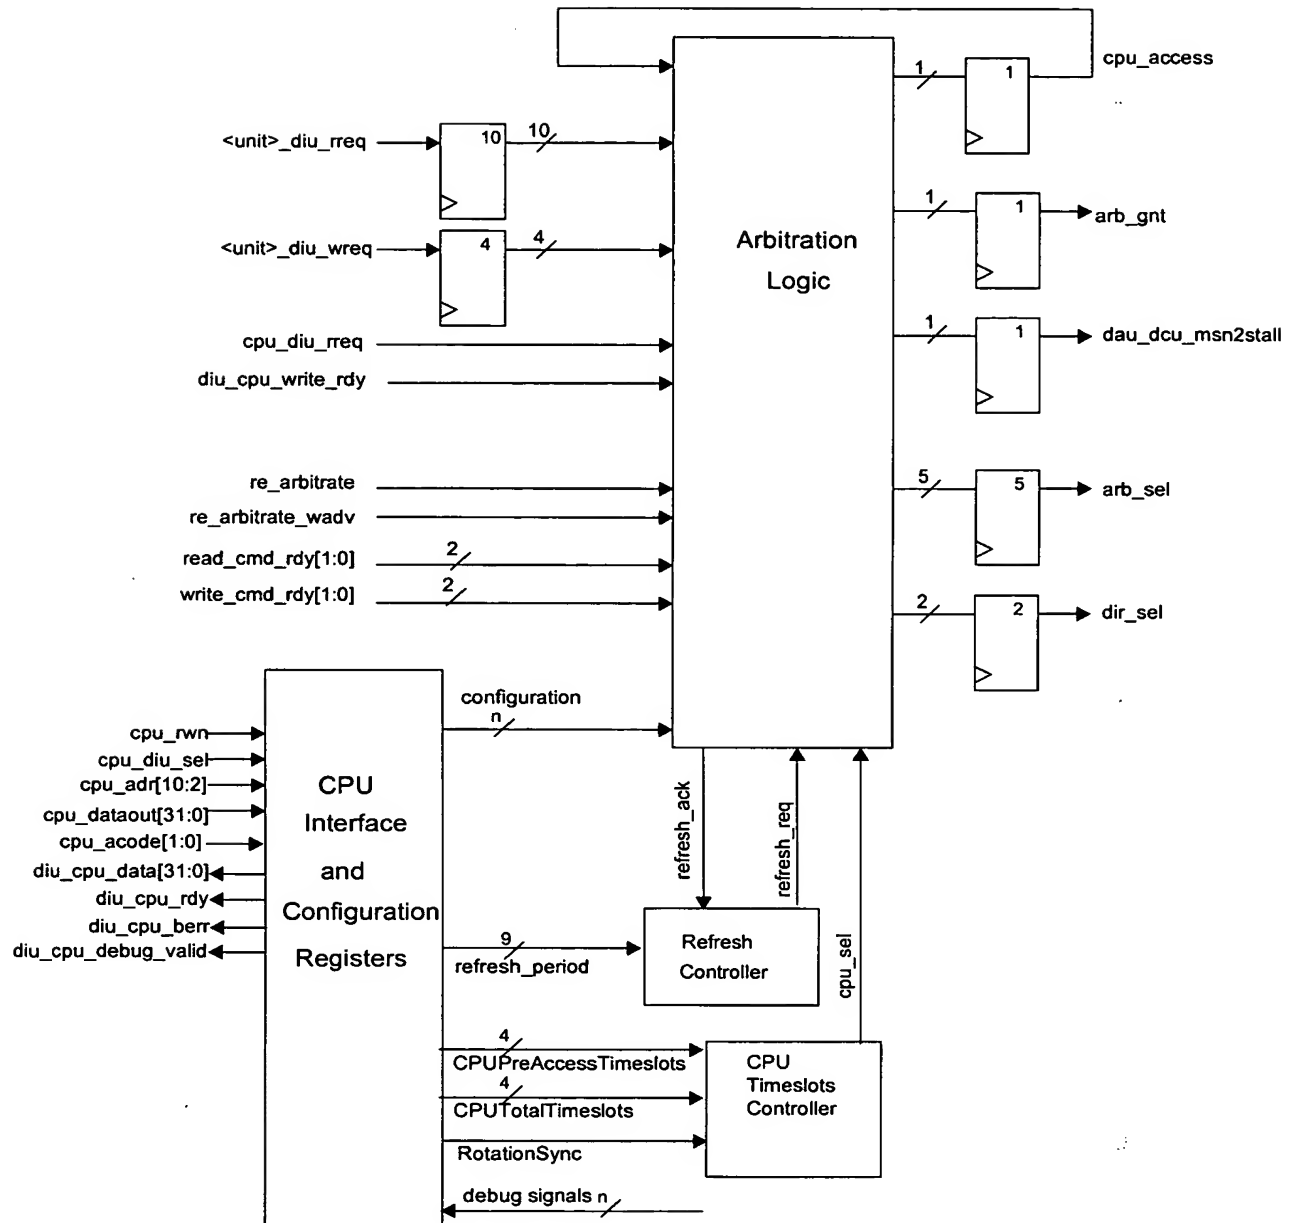 cpu_access
1
1
<unit>_diu_rreq
10
10
1
1
arb_gnt
<unit>_diu_wreq
4
4
Arbitration
Logic
1
1
dau_dcu_msn2stall
cpu_diu_rreq
diu_cpu_write_rdy
re_arbitrate
5
5
arb_sel
re_arbitrate_wadv
read_cmd_rdy[1:0]
2
write_cmd_rdy[1:0]
2
2
2
dir_sel
configuration
n
cpu_rwn
cpu_diu_sel
cpu_adr[10:2]
cpu_dataout[31:0]
cpu_acode[1:0]
diu_cpu_data[31:0]
diu_cpu_rdy
diu_cpu_berr
diu_cpu_debug_valid
CPU
Interface
and
Configuration
Registers
refresh_ack
refresh_req
cpu_sel
9
refresh_period
Refresh
Controller
4
CPUPreAccessTimeslots
4
CPUTotalTimeslots
RotationSync
CPU
Timeslots
Controller
debug signals n